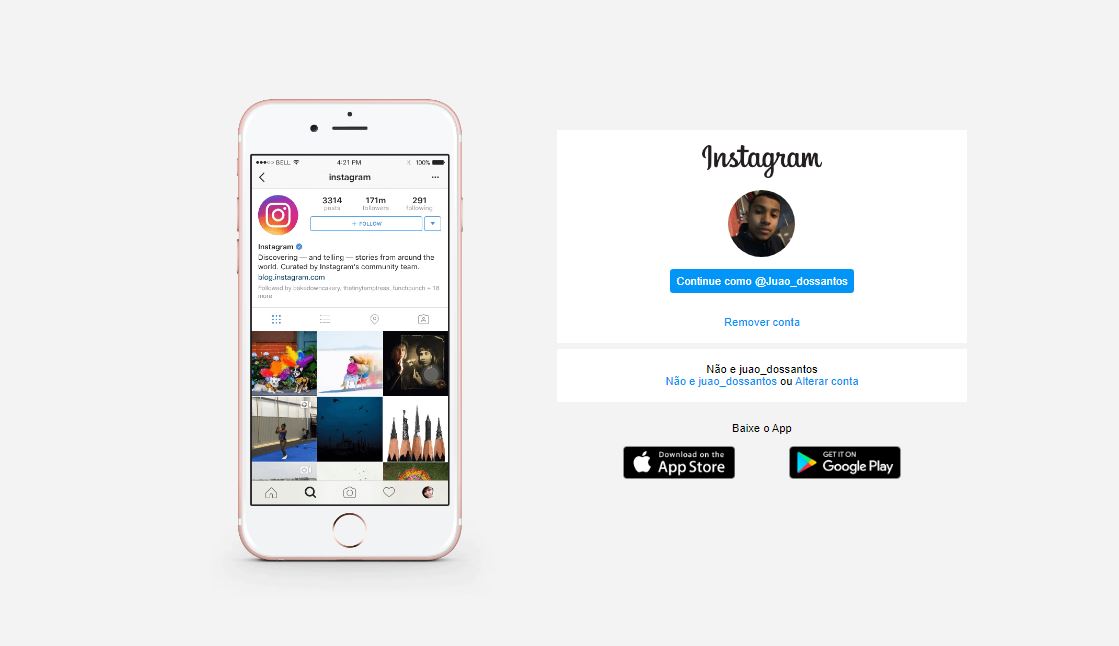 BELL
4:21 PM
100%
instagram
3314
171m
291
posts
followers
following
+ FOLLOW
Instagram
Discovering — and telling — stories from around the
world. Curated by Instagram's community team.
blog.instagram.com
Followed by bakedowncakery, thetinytemptress, lunchpunch + 18
more
Instagram
Continue como @Juao_dossantos
Remover conta
Não e juao_dossantos
Não e juao_dossantos ou Alterar conta
Baixe o App
Download on the
App Store
GET IT ON
Google Play